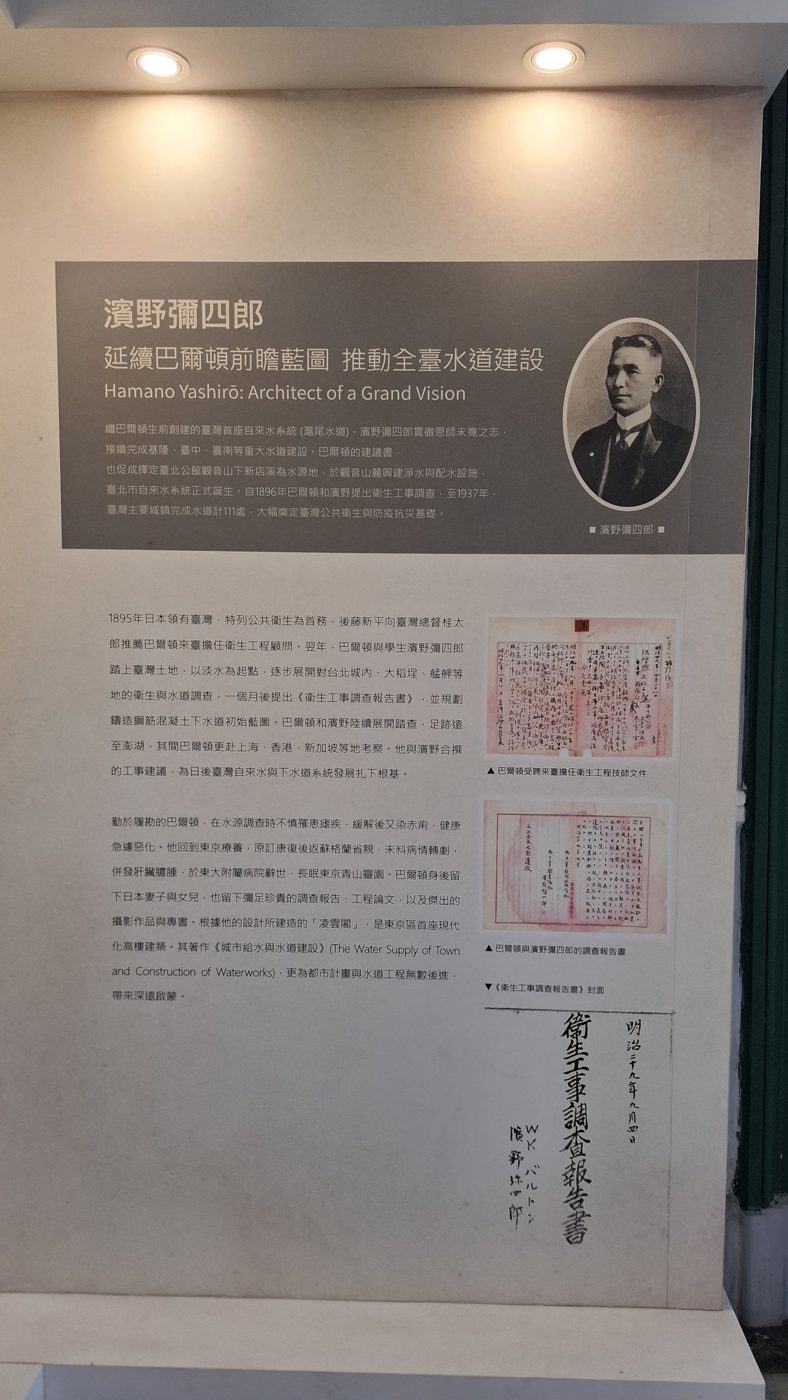 濱野彌四郎
延續巴爾頓前瞻藍圖 推動全臺水道建設
Hamano Yashirō: Architect of a Grand Vision
繼巴爾頓生前創建的臺灣首座自來水系統 (滬尾水道)，濱野彌四郎貫徹恩師未竟之志，
接續完成基隆、臺中、臺南等重大水道建設。巴爾頓的建議書，
也促成擇定臺北公館觀音山下新店溪為水源地，於觀音山麓興建淨水與配水設施，
臺北市自來水系統正式誕生。自1896年巴爾頓和濱野提出衛生工事調查，至1937年，
臺灣主要城鎮完成水道計111處，大幅奠定臺灣公共衛生與防疫抗災基礎。
■ 濱野彌四郎 ■
1895年日本領有臺灣，特列公共衛生為首務，後藤新平向臺灣總督桂太
郎推薦巴爾頓來臺擔任衛生工程顧問。翌年，巴爾頓與學生濱野彌四郎
踏上臺灣土地，以淡水為起點，逐步展開對台北城內、大稻埕、艋舺等
地的衛生與水道調查，一個月後提出《衛生工事調查報告書》，並規劃
鑄造鋼筋混凝土下水道初始藍圖。巴爾頓和濱野陸續展開踏查，足跡遠
至澎湖，其間巴爾頓更赴上海、香港、新加坡等地考察。他與濱野合撰
的工事建議，為日後臺灣自來水與下水道系統發展扎下根基。
勤於履勘的巴爾頓，在水源調查時不慎罹患瘧疾，緩解後又染赤痢，健康
急遽惡化。他回到東京療養，原訂康復後返蘇格蘭省親，未料病情轉劇，
併發肝臟膿腫，於東大附屬病院辭世，長眠東京青山靈園。巴爾頓身後留
下日本妻子與女兒，也留下彌足珍貴的調查報告、工程論文，以及傑出的
攝影作品與專書。根據他的設計所建造的「凌雲閣」，是東京區首座現代
化高樓建築。其著作《城市給水與水道建設》(The Water Supply of Town
and Construction of Waterworks)，更為都市計畫與水道工程無數後進，
帶來深遠啟蒙。
▲ 巴爾頓受聘來臺擔任衛生工程技師文件
▲ 巴爾頓與濱野彌四郎的調查報告書
▼《衛生工事調查報告書》封面
明治二十九年九月四日
衛生工事調查報告書
W K バルトン
濱野弥四郎